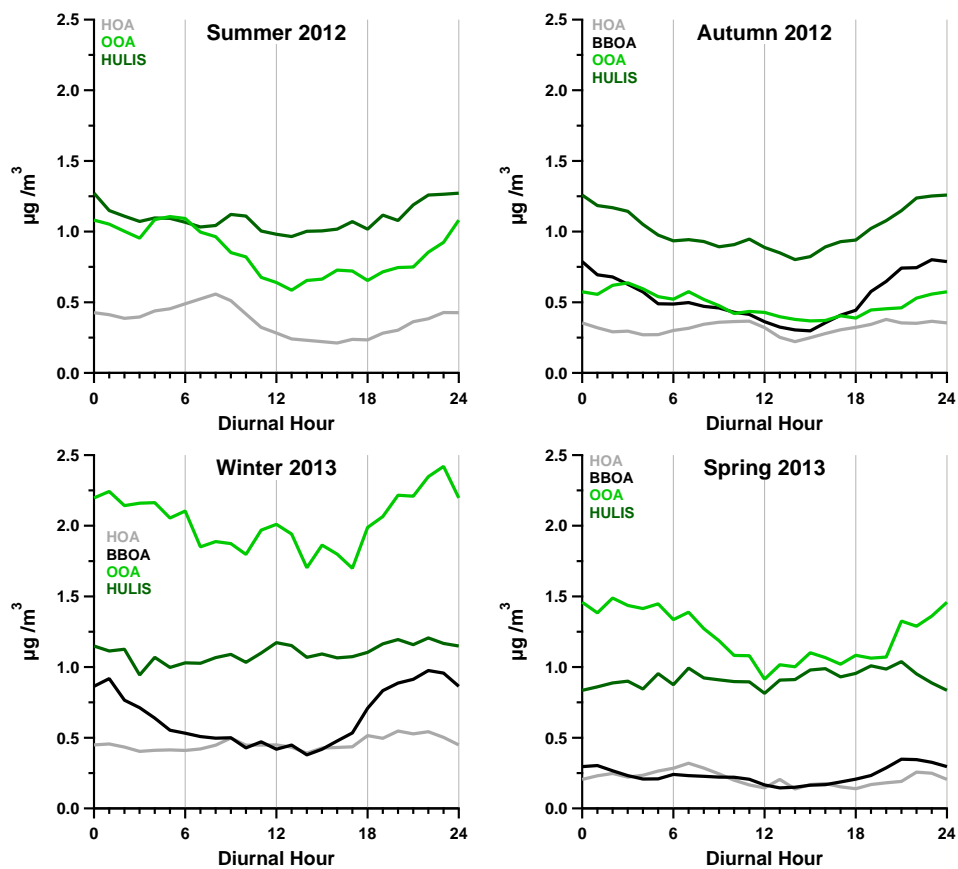 Summer 2012
HOA
OOA
HULIS
2.5
2.0
1.5
1.0
0.5
0.0
µg /m³
0
6
12
18
24
Diurnal Hour
Autumn 2012
HOA
BBOA
OOA
HULIS
2.5
2.0
1.5
1.0
0.5
0.0
µg /m³
0
6
12
18
24
Diurnal Hour
Winter 2013
HOA
BBOA
OOA
HULIS
2.5
2.0
1.5
1.0
0.5
0.0
µg /m³
0
6
12
18
24
Diurnal Hour
Spring 2013
HOA
BBOA
OOA
HULIS
2.5
2.0
1.5
1.0
0.5
0.0
µg /m³
0
6
12
18
24
Diurnal Hour